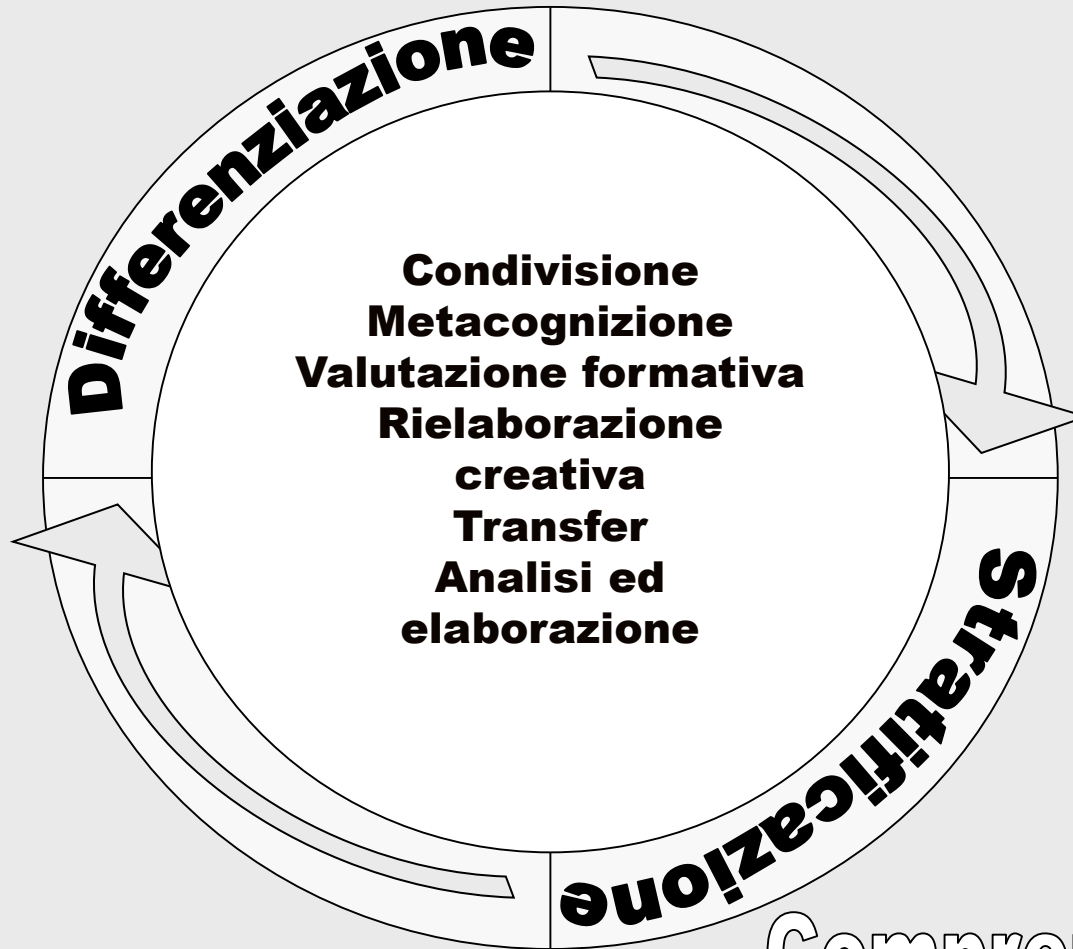 Differenziazione
Condivisione
Metacognizione
Valutazione formativa
Rielaborazione
creativa
Transfer
Analisi ed
elaborazione
Stratificazione